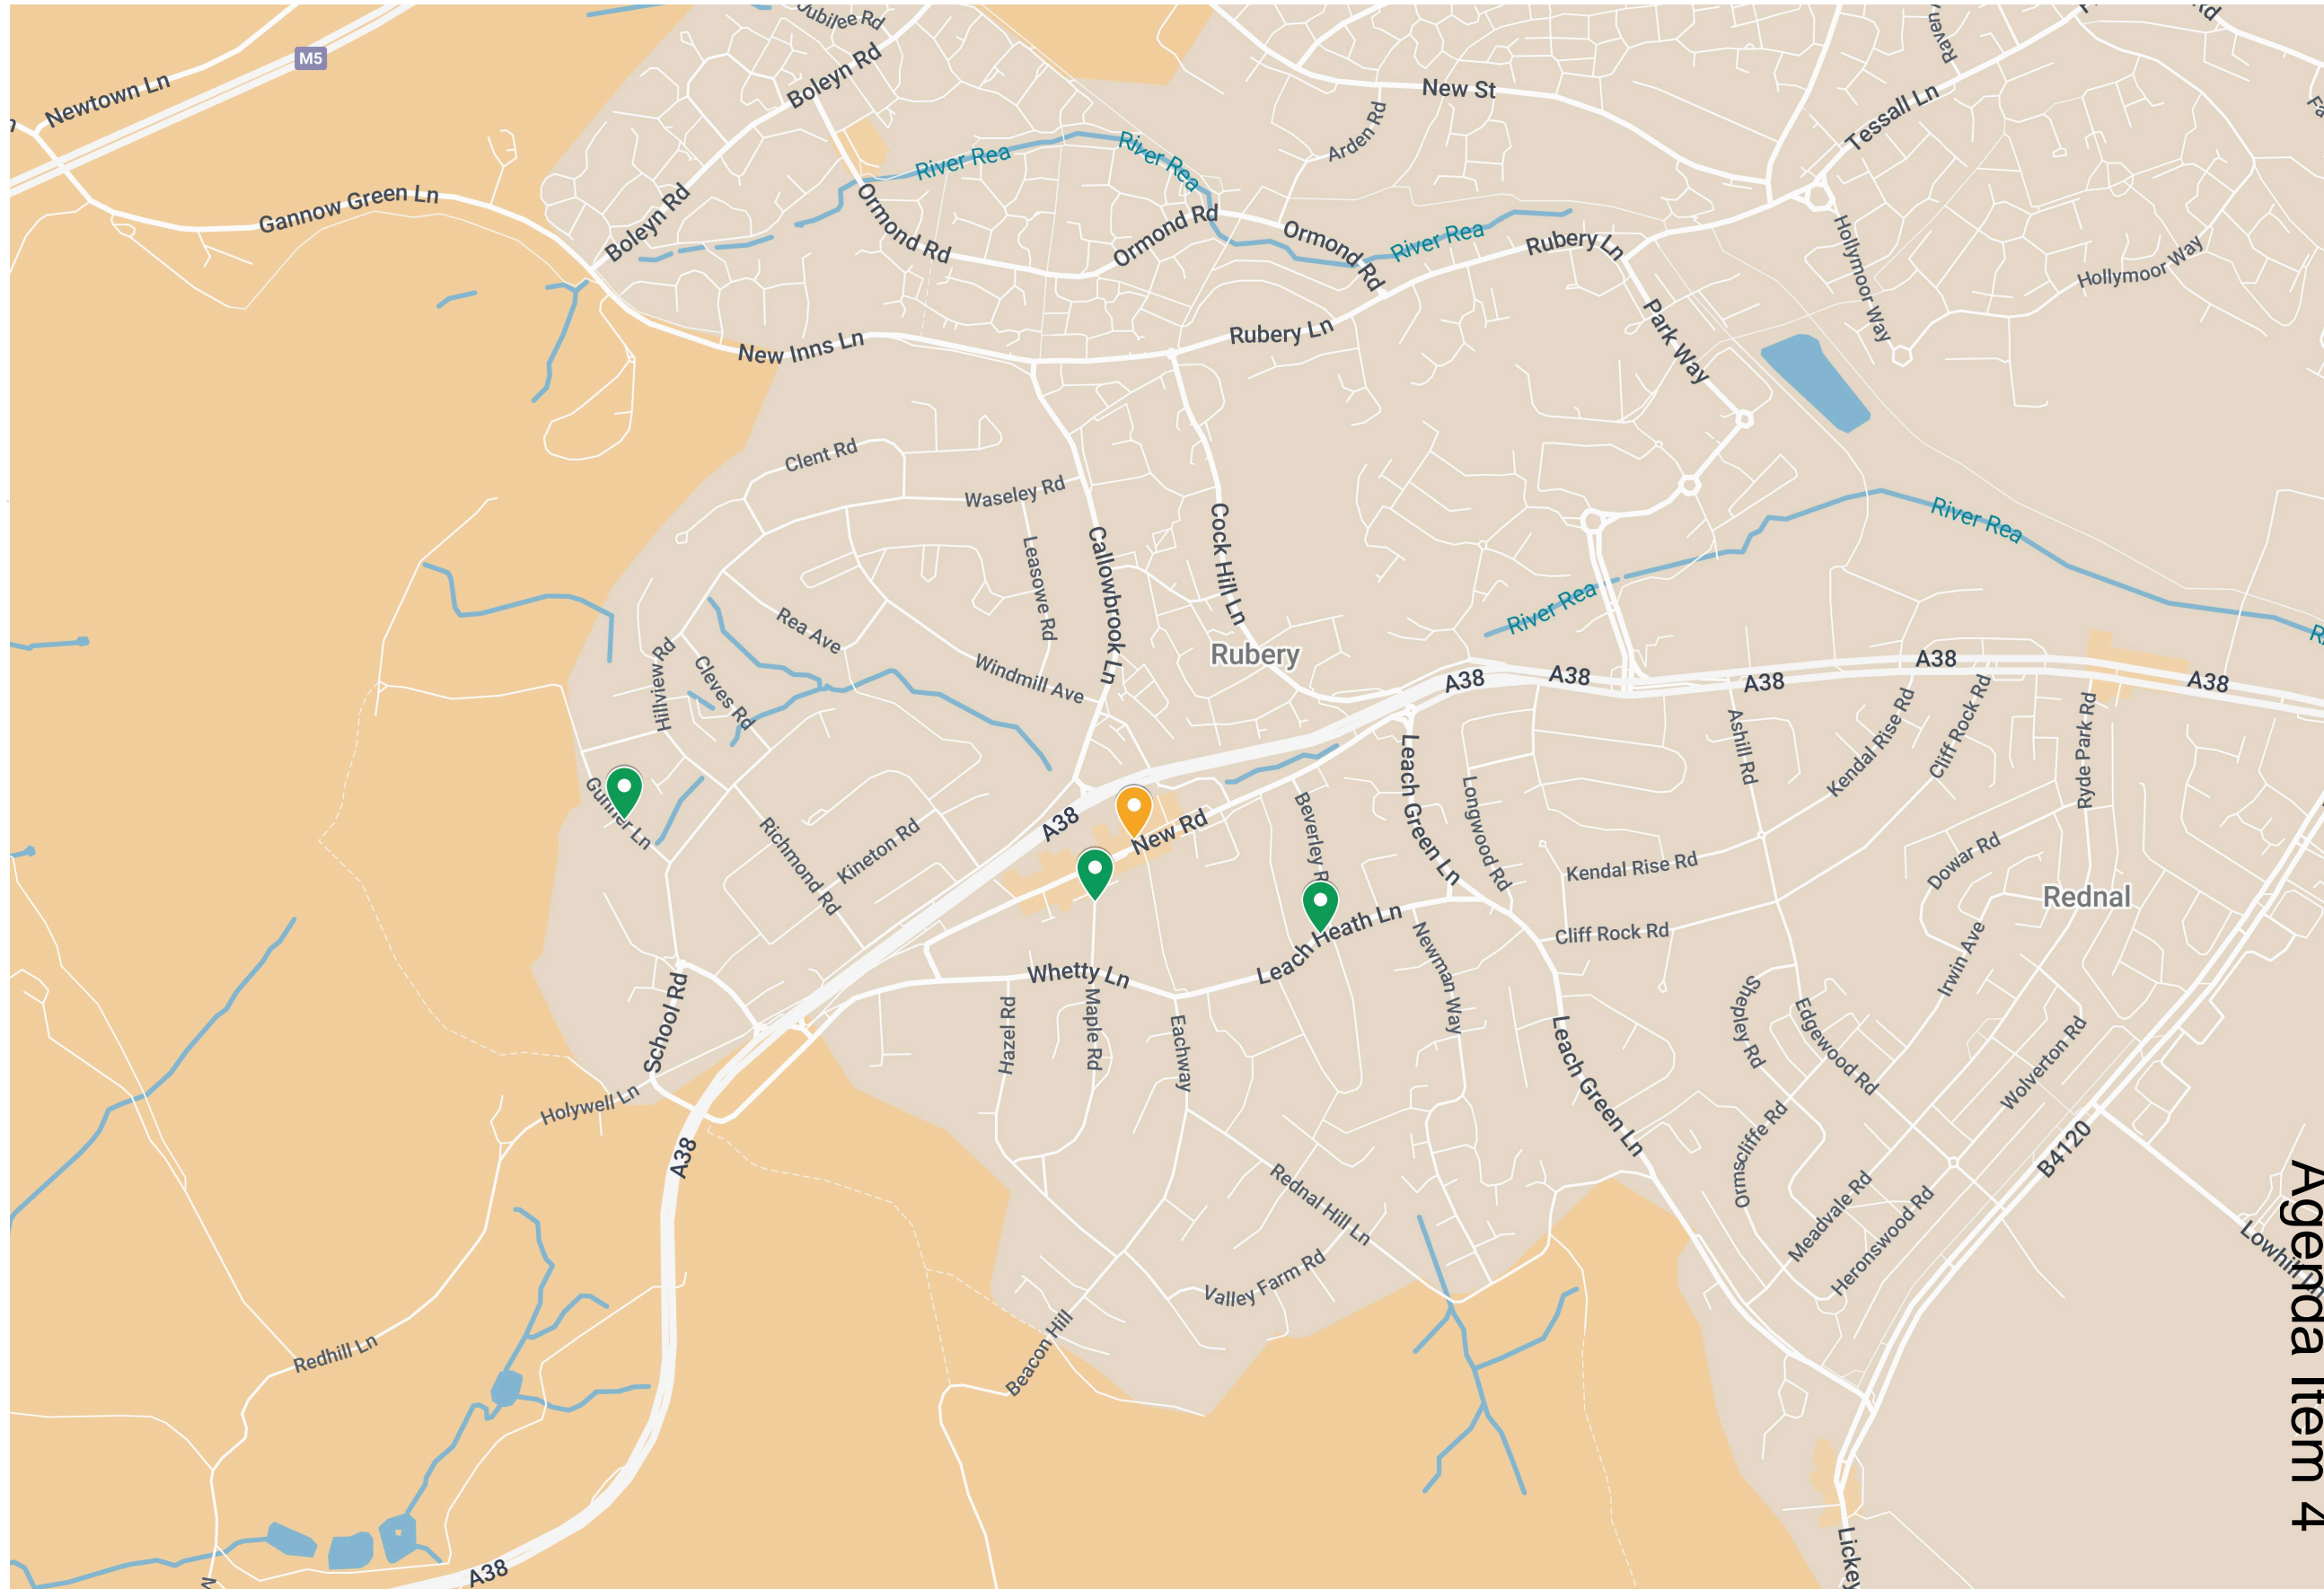 Jubilee Rd
Boleyn Rd
M5
Newtown Ln
New St
Tessall Ln
Arden Rd
River Rea
River Rea
Gannow Green Ln
Boleyn Rd
Ormond Rd
Ormond Rd
Ormond Rd
River Rea
Rubery Ln
Hollymoor Way
Hollymoor Way
New Inns Ln
Rubery Ln
Park Way
Clent Rd
Waseley Rd
Leasowe Rd
Callowbrook Ln
Cock Hill Ln
River Rea
River Rea
Rea Ave
Windmill Ave
Rubery
Hillview Rd
Cleves Rd
A38
A38
A38
A38
A38
Ashill Rd
Kendal Rise Rd
Cliff Rock Rd
Ryde Park Rd
Gunner Ln
Richmond Rd
Kineton Rd
A38
New Rd
Beverley R
Leach Green Ln
Longwood Rd
Kendal Rise Rd
Dowar Rd
Rednal
Leach Heath Ln
Newman Way
Cliff Rock Rd
Irwin Ave
Whetty Ln
School Rd
Hazel Rd
Maple Rd
Eachway
Leach Green Ln
Shepley Rd
Edgewood Rd
Wolverton Rd
Holywell Ln
A38
Rednal Hill Ln
Ormscliffe Rd
B4120
Meadvale Rd
Heronswood Rd
Valley Farm Rd
Beacon Hill
Redhill Ln
Lickey
A38
Agenda Item 4